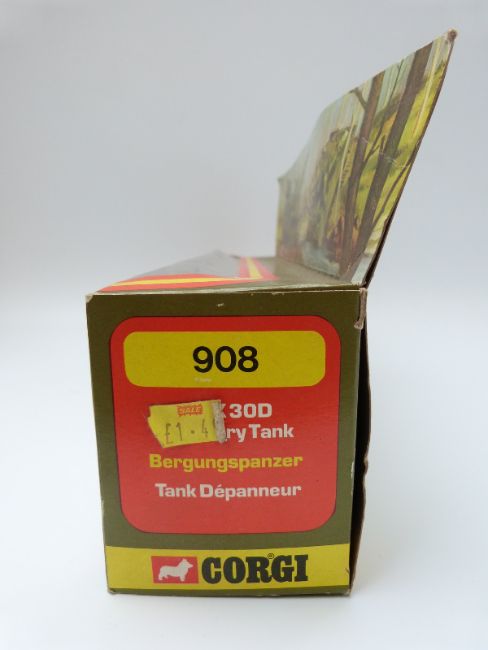 908
X 30D
SALE
£1.4
ry Tank
Bergungspanzer
Tank Dépanneur
CORGI®